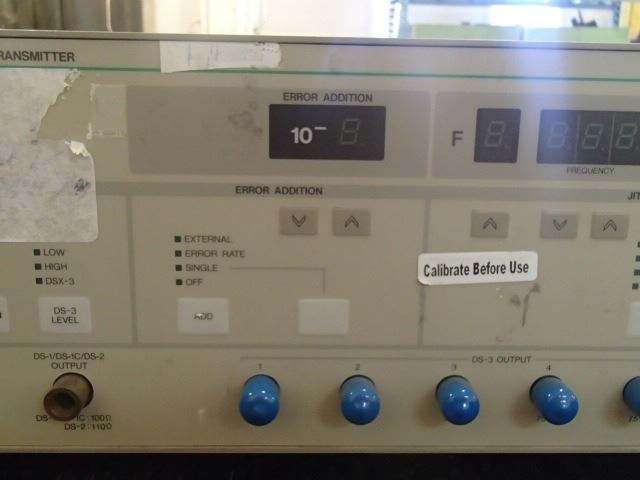 TRANSMITTER
ERROR ADDITION
10⁻
F
FREQUENCY
ERROR ADDITION
EXTERNAL
ERROR RATE
SINGLE
OFF
LOW
HIGH
DSX-3
DS-3
LEVEL
ADD
Calibrate Before Use
DS-1/DS-1C/DS-2
OUTPUT
DS-3 OUTPUT
1
2
3
4
1C:100Ω
DS-2:110Ω